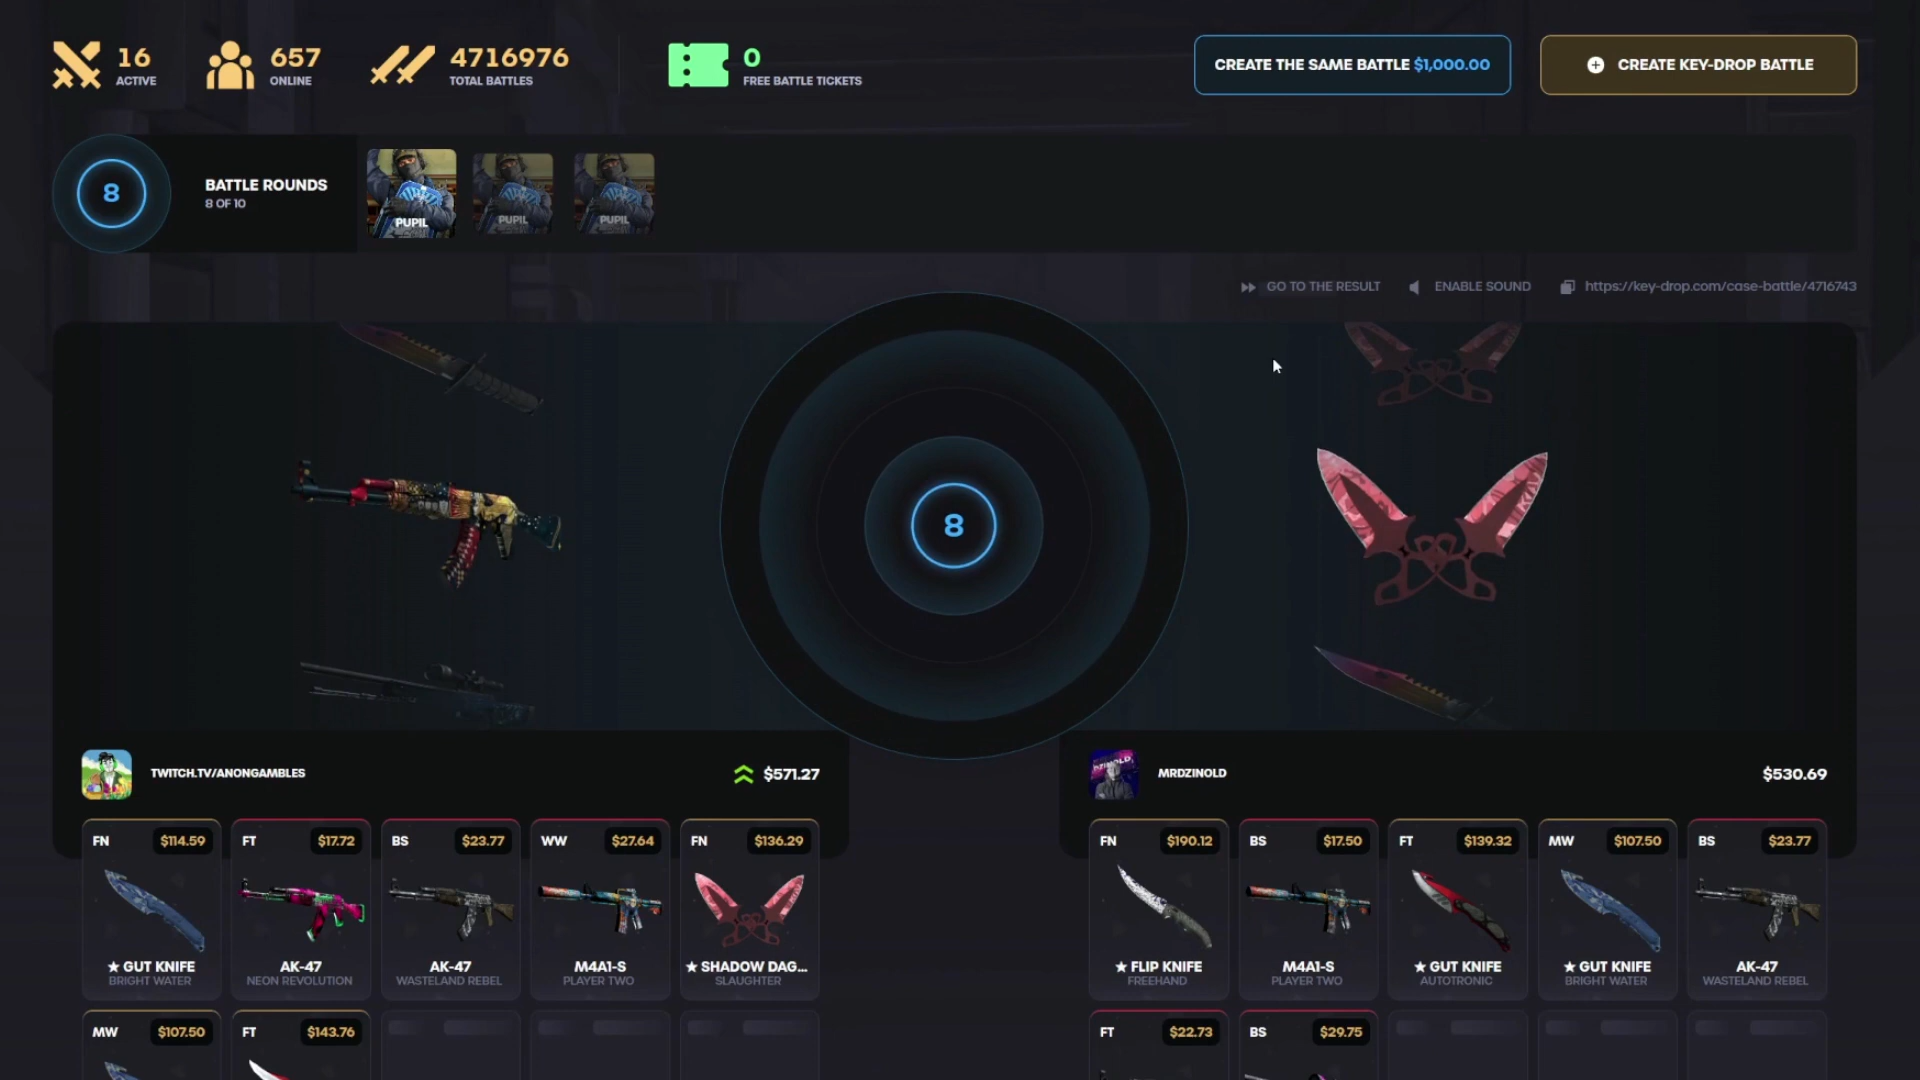 16
ACTIVE
657
ONLINE
4716976
TOTAL BATTLES
0
FREE BATTLE TICKETS
CREATE THE SAME BATTLE $1,000.00
CREATE KEY-DROP BATTLE
8
BATTLE ROUNDS
8 OF 10
PUPIL
PUPIL
PUPIL
GO TO THE RESULT
ENABLE SOUND
https://key-drop.com/case-battle/4716743
8
TWITCH.TV/ANONGAMBLES
$571.27
MRDZINOLD
$530.69
FN $114.59
★ GUT KNIFE
BRIGHT WATER
FT $17.72
AK-47
NEON REVOLUTION
BS $23.77
AK-47
WASTELAND REBEL
WW $27.64
M4A1-S
PLAYER TWO
FN $136.29
★ SHADOW DAG...
SLAUGHTER
FN $190.12
★ FLIP KNIFE
FREEHAND
BS $17.50
M4A1-S
PLAYER TWO
FT $139.32
★ GUT KNIFE
AUTOTRONIC
MW $107.50
★ GUT KNIFE
BRIGHT WATER
BS $23.77
AK-47
WASTELAND REBEL
MW $107.50
FT $143.76
FT $22.73
BS $29.75